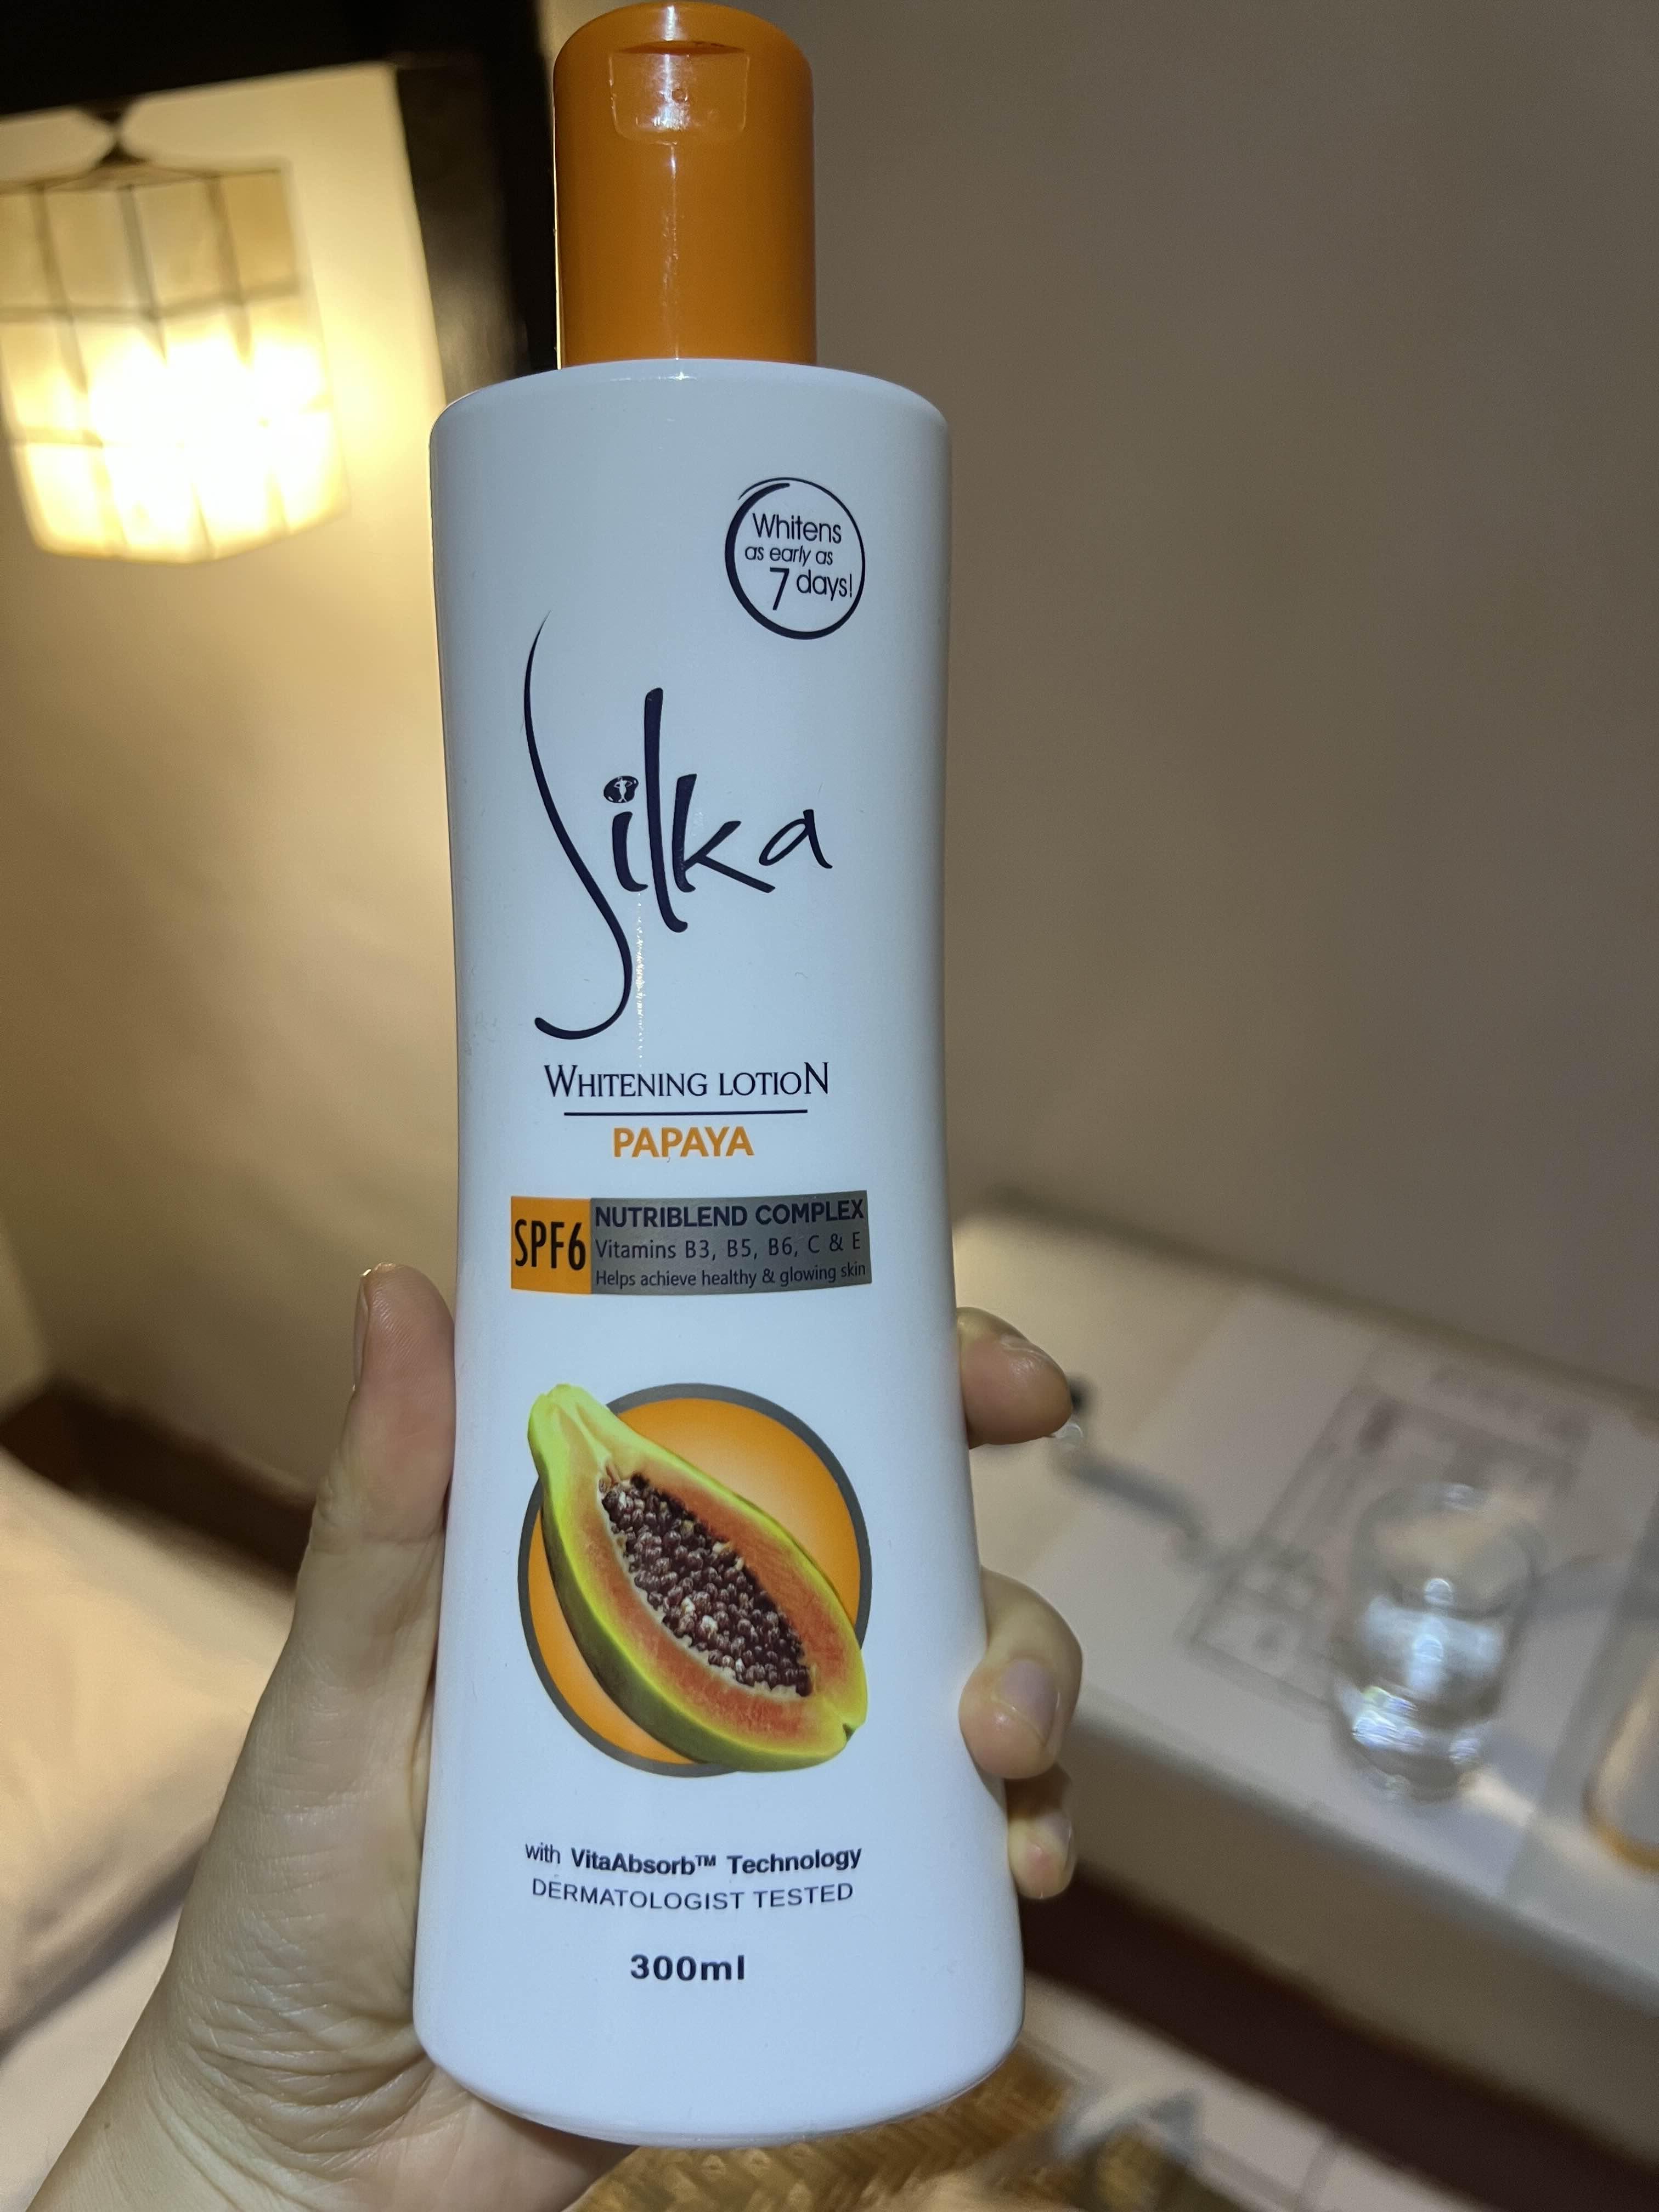 Whitens
as early as
7 days!
Silka
WHITENING LOTION
PAPAYA
SPF6
NUTRIBLEND COMPLEX
Vitamins B3, B5, B6, C & E
Helps achieve healthy & glowing skin
with VitaAbsorb™ Technology
DERMATOLOGIST TESTED
300ml